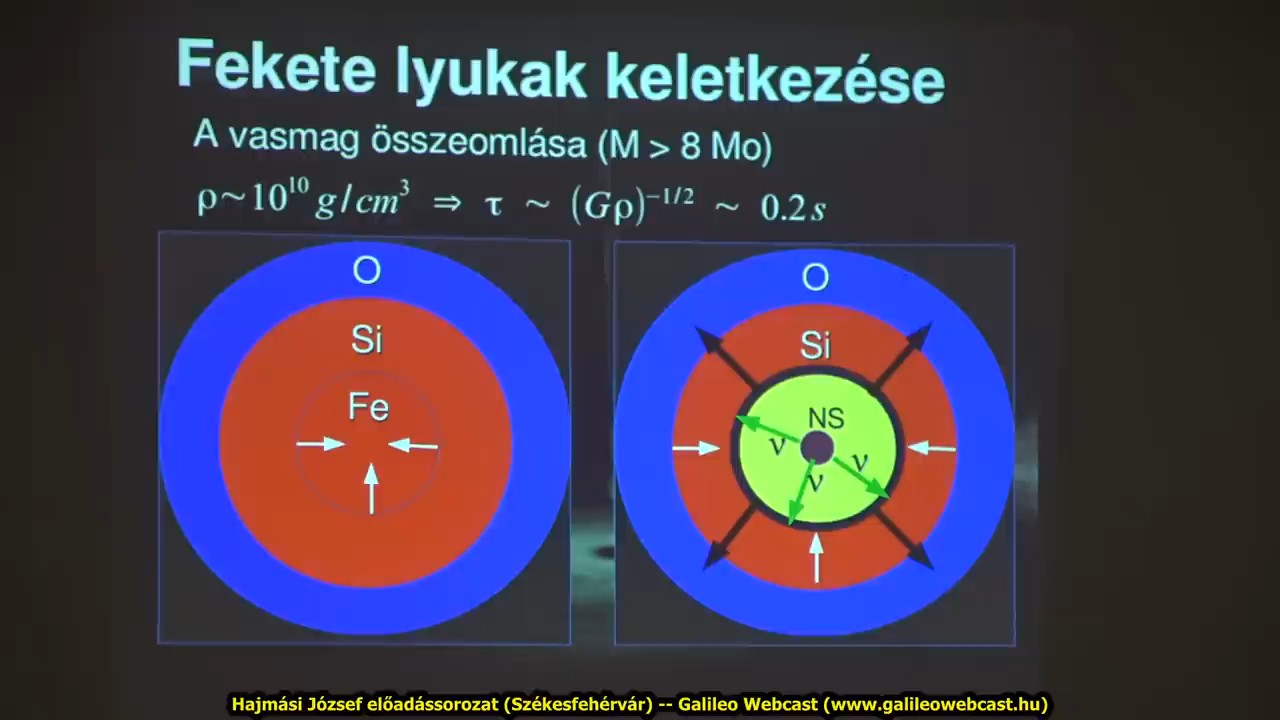 Fekete lyukak keletkezése
A vasmag összeomlása (M > 8 Mo)
ρ~10¹⁰ g/cm³ ⇒ τ ~ (Gρ)⁻¹/² ~ 0.2 s
O
Si
Fe
O
Si
NS
ν
ν
ν
Hajmási József előadássorozat (Székesfehérvár) -- Galileo Webcast (www.galileowebcast.hu)